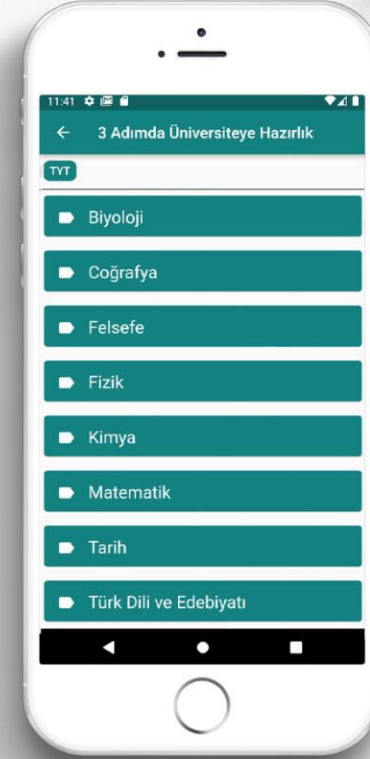 11:41
3 Adımda Üniversiteye Hazırlık
TYT
Biyoloji
Coğrafya
Felsefe
Fizik
Kimya
Matematik
Tarih
Türk Dili ve Edebiyatı